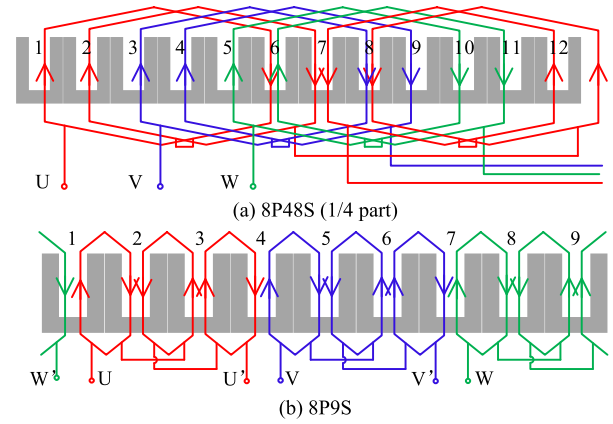 1 2 3 4 5 6 7 8 9 10 11 12
U V W
(a) 8P48S (1/4 part)
1 2 3 4 5 6 7 8 9
W' U U' V V' W
(b) 8P9S